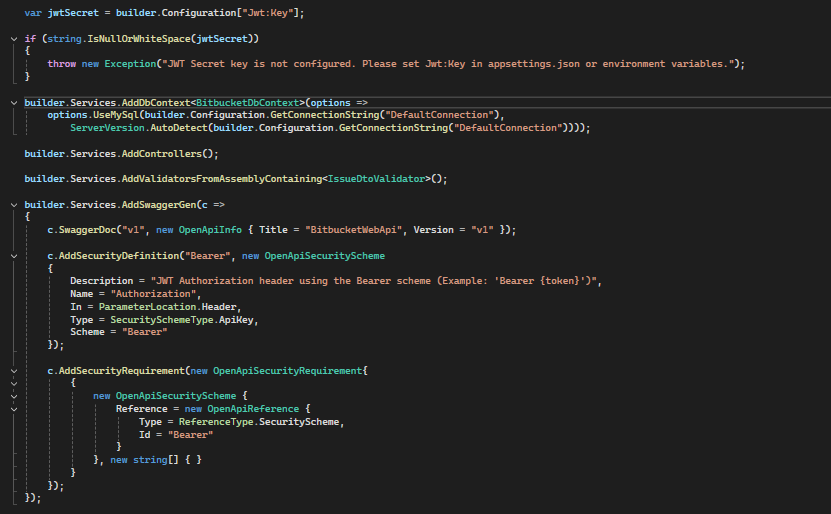 var jwtSecret = builder.Configuration["Jwt:Key"];
if (string.IsNullOrWhiteSpace(jwtSecret))
{
throw new Exception("JWT Secret key is not configured. Please set Jwt:Key in appsettings.json or environment variables.");
}
builder.Services.AddDbContext<BitbucketDbContext>(options =>
options.UseMySql(builder.Configuration.GetConnectionString("DefaultConnection"),
ServerVersion.AutoDetect(builder.Configuration.GetConnectionString("DefaultConnection"))));
builder.Services.AddControllers();
builder.Services.AddValidatorsFromAssemblyContaining<IssueDtoValidator>();
builder.Services.AddSwaggerGen(c =>
{
c.SwaggerDoc("v1", new OpenApiInfo { Title = "BitbucketWebApi", Version = "v1" });
c.AddSecurityDefinition("Bearer", new OpenApiSecurityScheme
{
Description = "JWT Authorization header using the Bearer scheme (Example: 'Bearer {token}')",
Name = "Authorization",
In = ParameterLocation.Header,
Type = SecuritySchemeType.ApiKey,
Scheme = "Bearer"
});
c.AddSecurityRequirement(new OpenApiSecurityRequirement{
{
new OpenApiSecurityScheme {
Reference = new OpenApiReference {
Type = ReferenceType.SecurityScheme,
Id = "Bearer"
}
}, new string[] { }
}
});
});